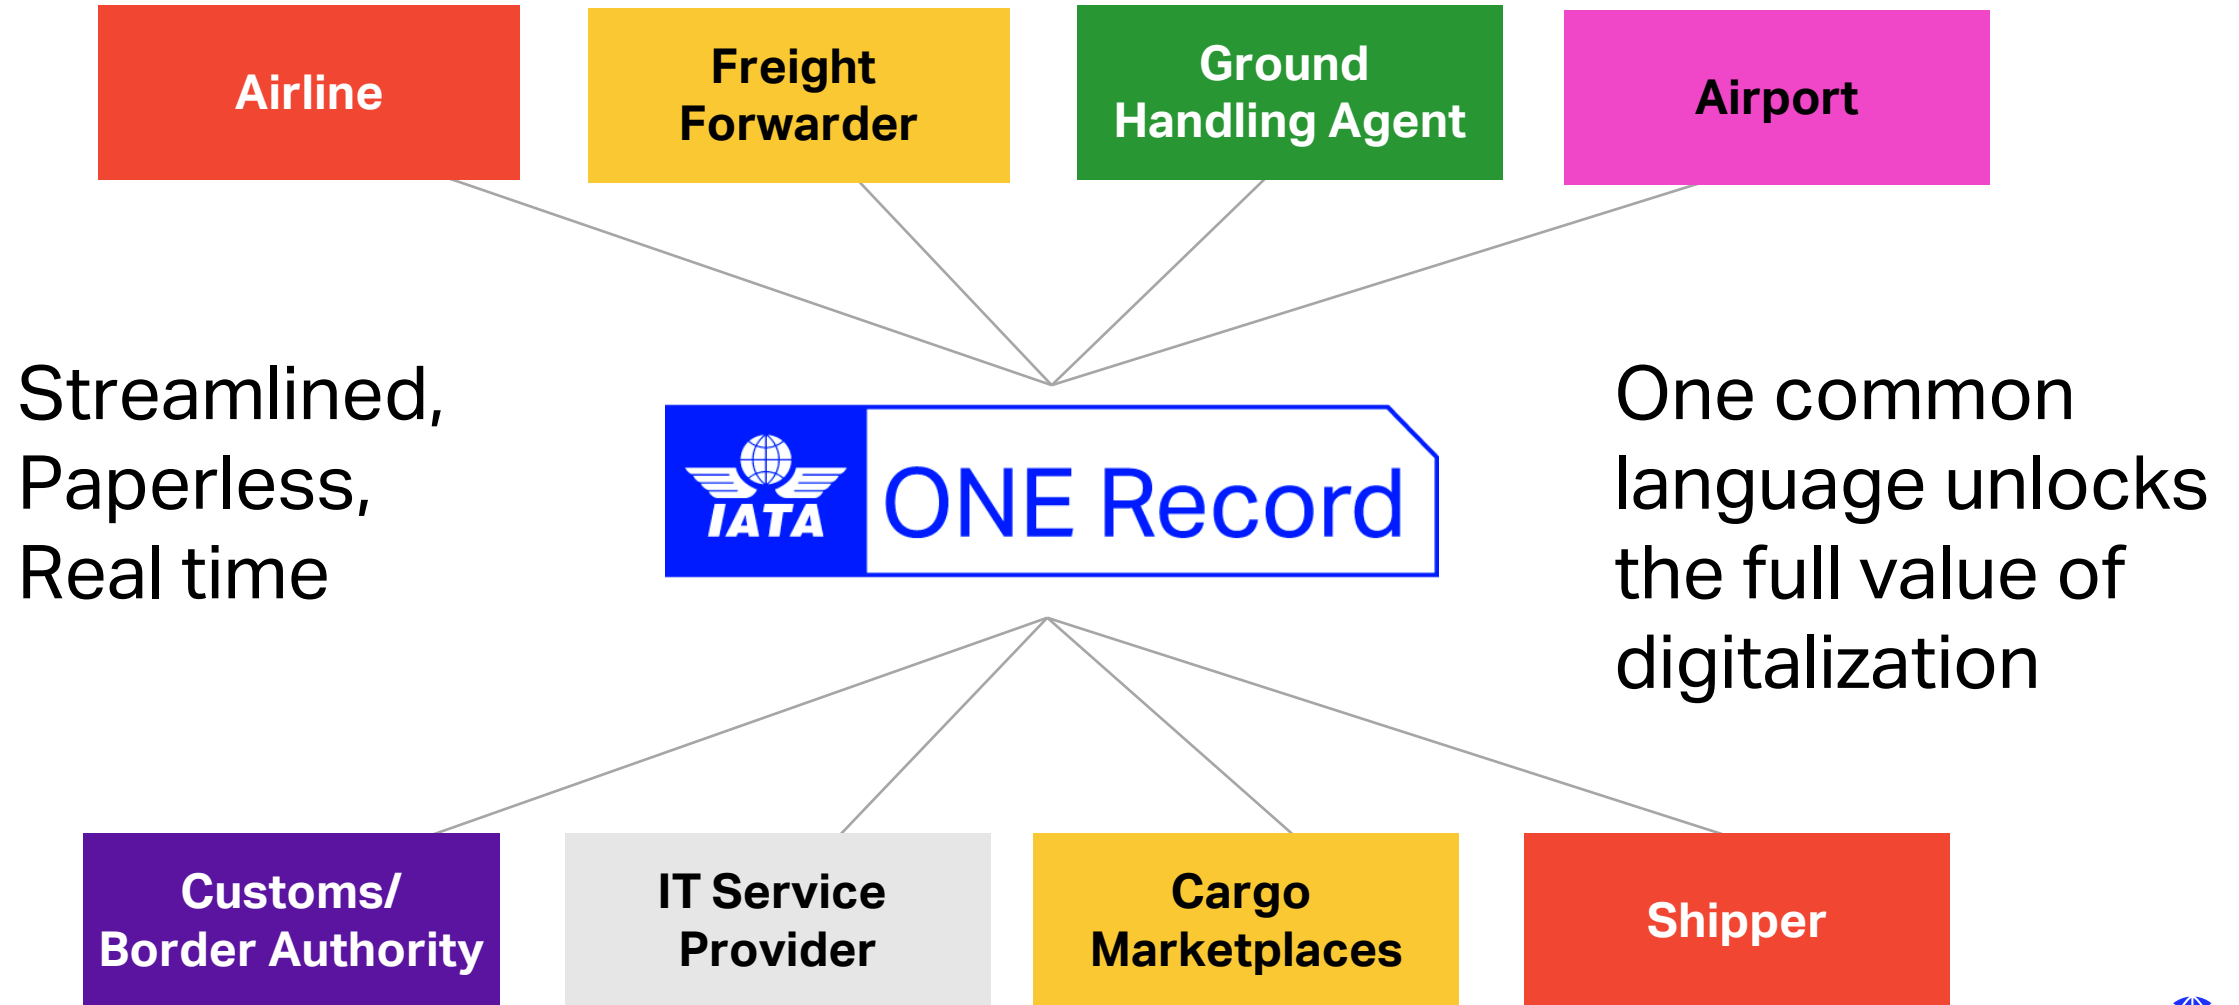 Airline
Freight
Forwarder
Ground
Handling Agent
Airport
Streamlined,
Paperless,
Real time
IATA
ONE Record
One common
language unlocks
the full value of
digitalization
Customs/
Border Authority
IT Service
Provider
Cargo
Marketplaces
Shipper